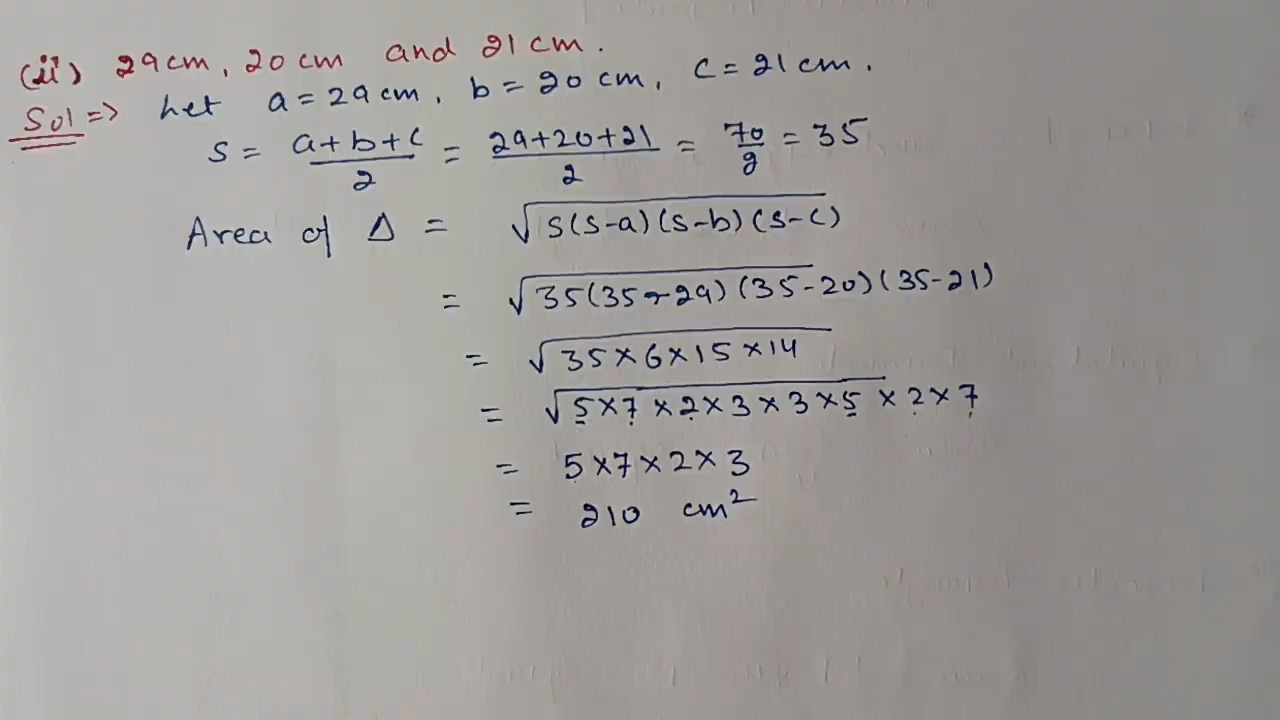 (ii) 29cm, 20cm and 21cm.
Sol => Let a = 29cm, b = 20 cm, c = 21cm.
s = a+b+c/2 = 29+20+21/2 = 70/2 = 35
Area of Δ = √s(s-a)(s-b)(s-c)
= √35(35-29)(35-20)(35-21)
= √35×6×15×14
= √5×7×2×3×3×5×2×7
= 5×7×2×3
= 210 cm²